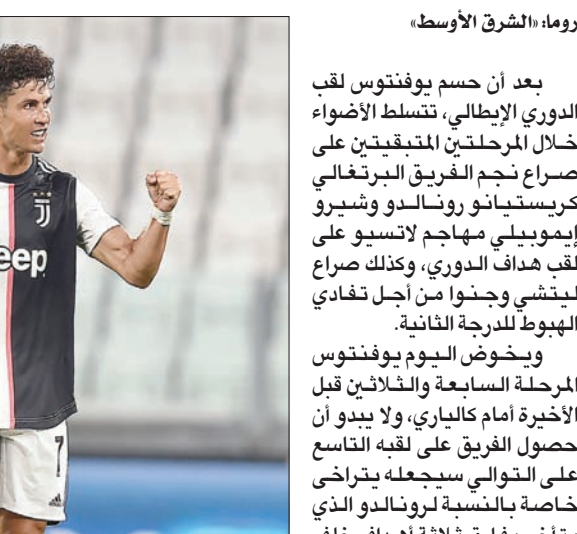 روما: «الشرق الأوسط»
بعد أن حسم يوفنتوس لقب
الدوري الإيطالي، تتسلط الأضواء
خلال المرحلتين المتبقيتين على
صراع نجم الفريق البرتغالي
كريستيانو رونالدو وشيرو
إيموبيلي مهاجم لاتسيو على
لقب هداف الدوري، وكذلك صراع
ليتشي وجنوا من أجل تفادي
الهبوط للدرجة الثانية.
ويخوض اليوم يوفنتوس
المرحلة السابعة والثلاثين قبل
الأخيرة أمام كالياري، ولا يبدو أن
حصول الفريق على لقبه التاسع
على التوالي سيجعله يتراخى
خاصة بالنسبة لرونالدو الذي
J
eep
7
adidas